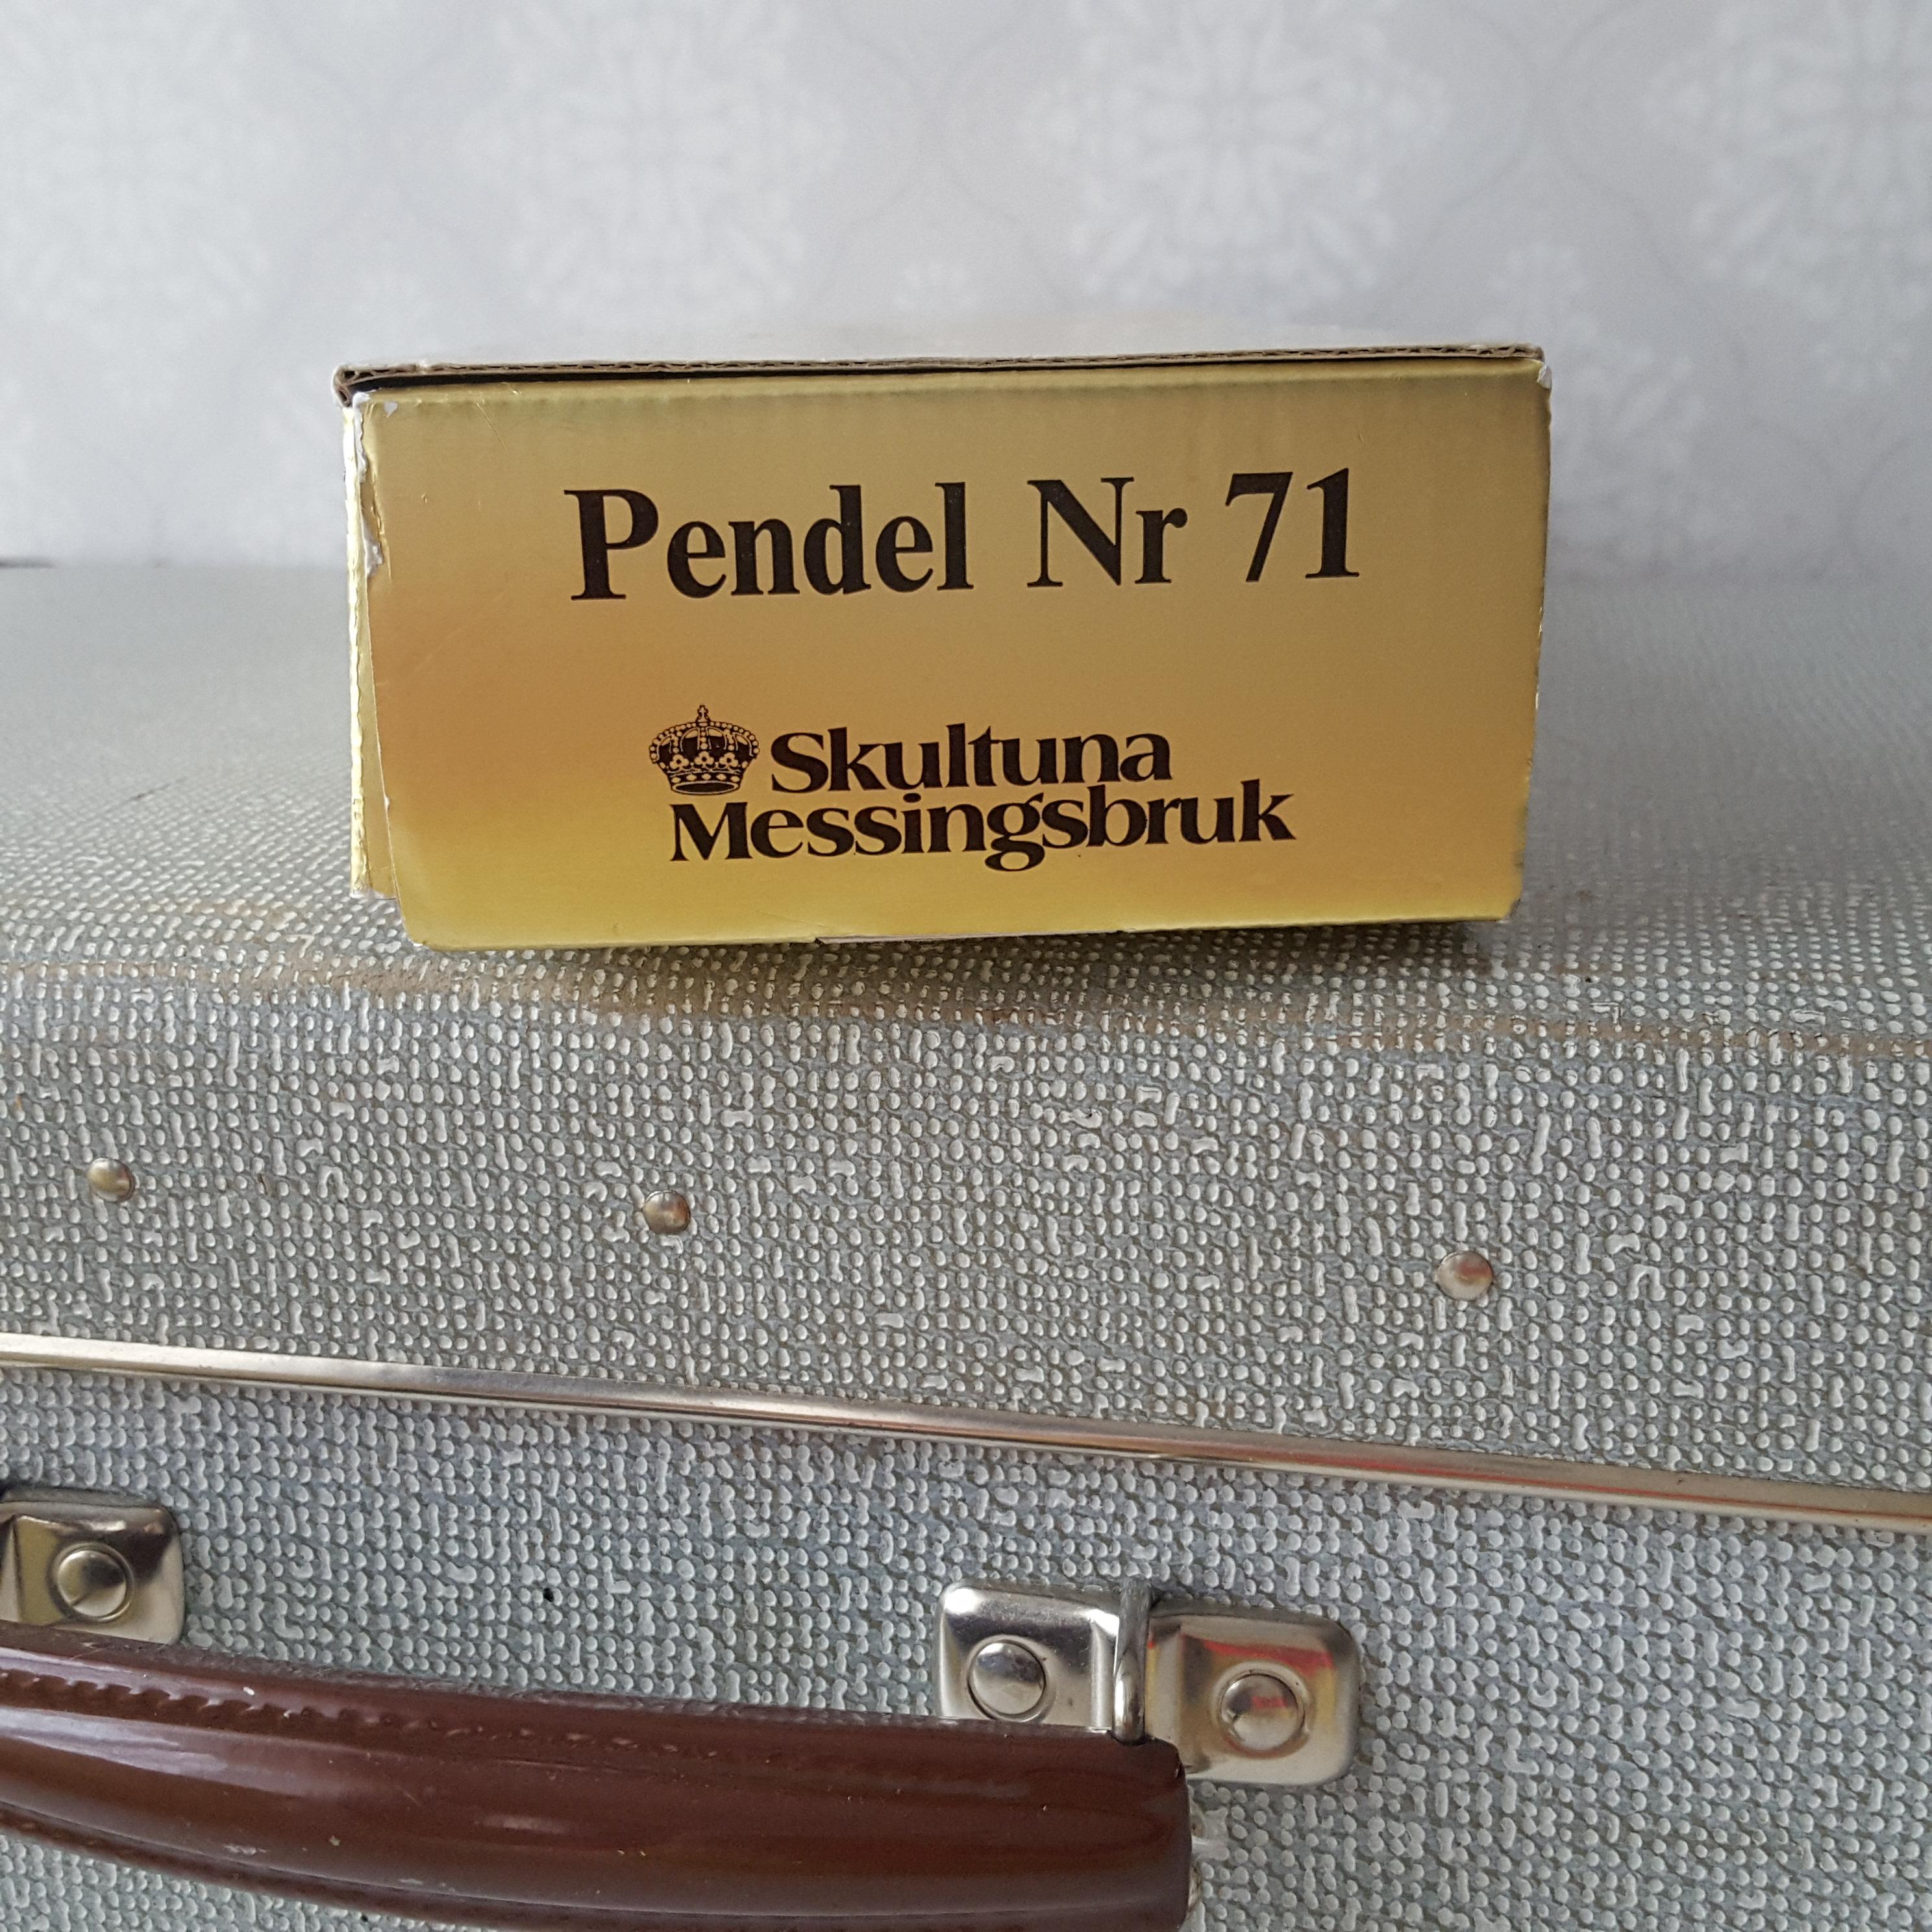 Pendel Nr 71
Skultuna
Messingsbruk